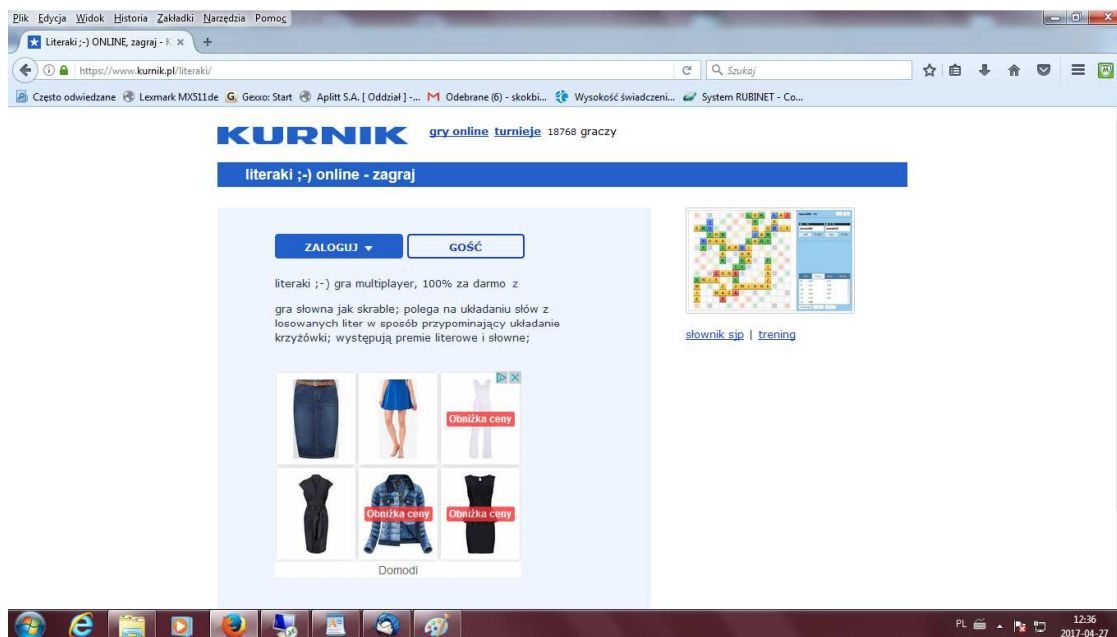 Plik Edycja Widok Historia Zakładki Narzędzia Pomoc
Literaki ;-) ONLINE, zagraj - K
https://www.kurnik.pl/literaki/
Szukaj
Często odwiedzane Lexmark MX511de Gexxo: Start Aplitt S.A. [ Oddział ] -... Odebrane (6) - skokbi... Wysokość świadczeni... System RUBINET - Co...
KURNIK gry online turnieje 18768 graczy
literaki ;-) online - zagraj
ZALOGUJ GOŚĆ
literaki ;-) gra multiplayer, 100% za darmo z
gra słowna jak skrable; polega na układaniu słów z
losowanych liter w sposób przypominający układanie
krzyżówki; występują premie literowe i słowne;
słownik sjp | trening
Obniżka ceny
Obniżka ceny
Obniżka ceny
Domodi
PL
12:36
2017-04-27